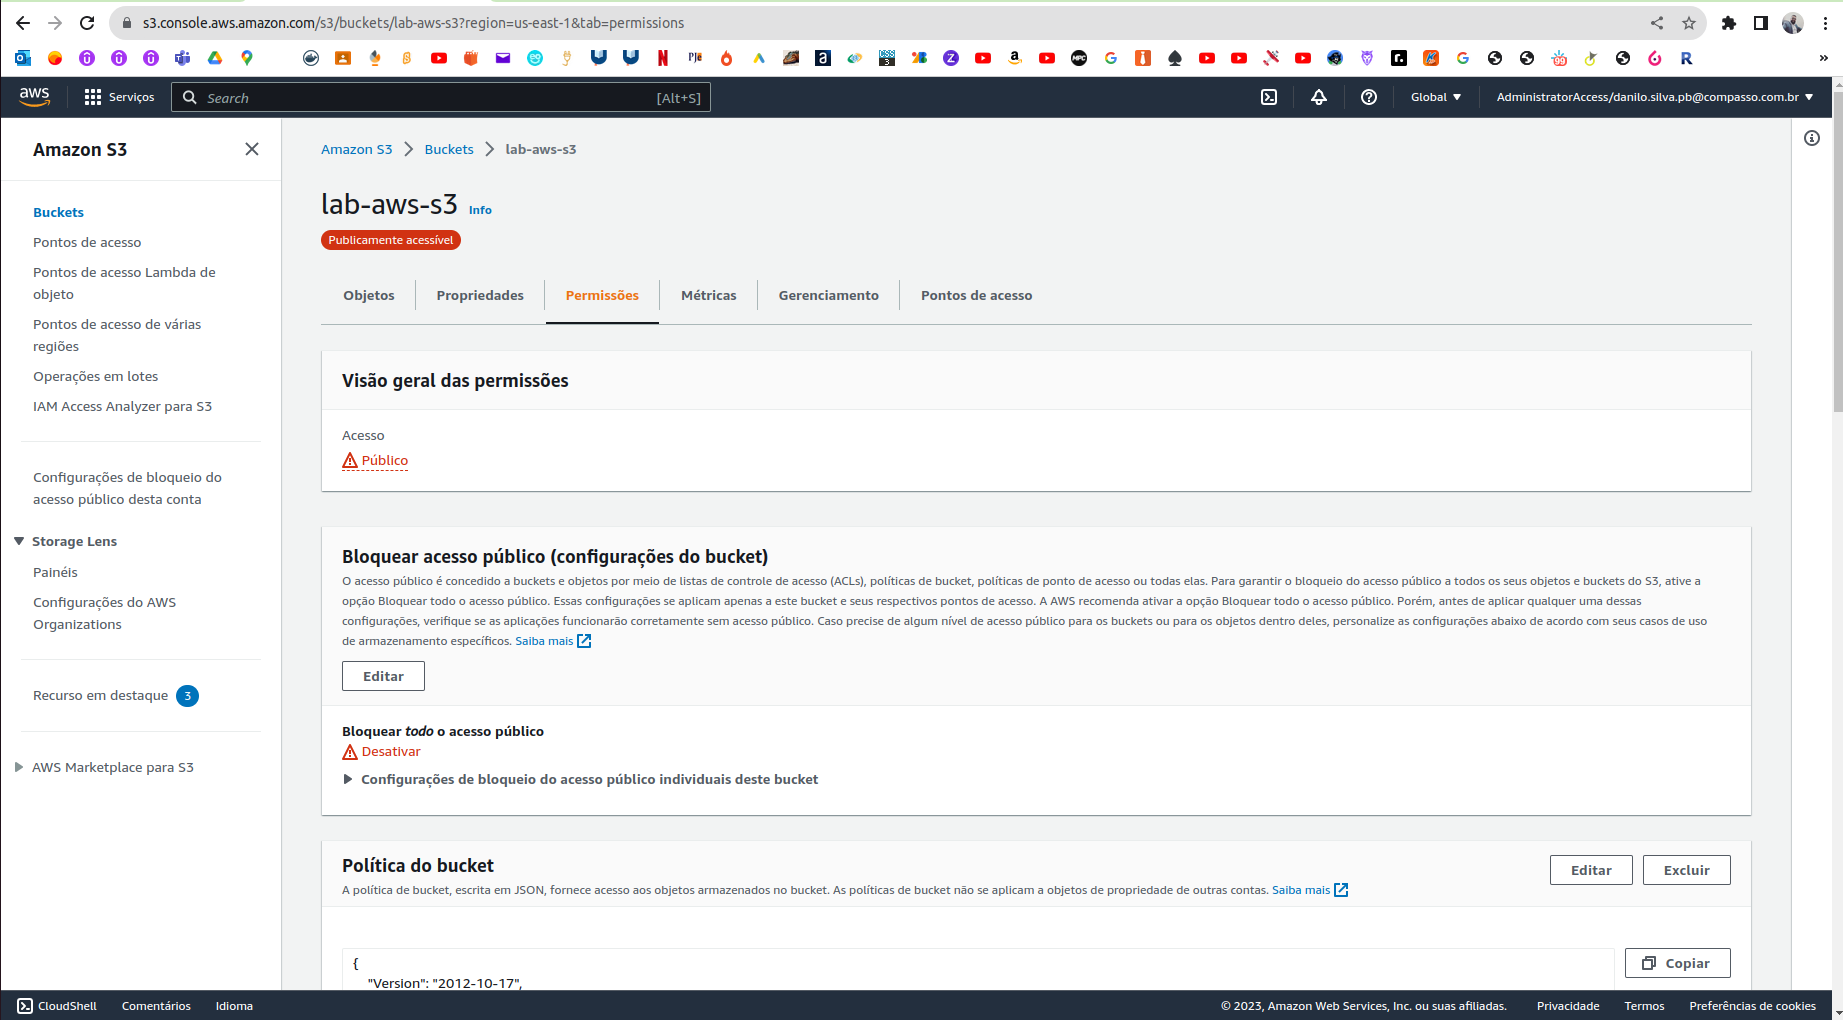 s3.console.aws.amazon.com/s3/buckets/lab-aws-s3?region=us-east-1&tab=permissions
aws
Serviços
Search
[Alt+S]
Global
AdministratorAccess/danilo.silva.pb@compasso.com.br
Amazon S3
Buckets
Pontos de acesso
Pontos de acesso Lambda de
objeto
Pontos de acesso de várias
regiões
Operações em lotes
IAM Access Analyzer para S3
Configurações de bloqueio do
acesso público desta conta
Storage Lens
Painéis
Configurações do AWS
Organizations
Recurso em destaque 3
AWS Marketplace para S3
Amazon S3 Buckets lab-aws-s3
lab-aws-s3 Info
Publicamente acessível
Objetos Propriedades Permissões Métricas Gerenciamento Pontos de acesso
Visão geral das permissões
Acesso
Público
Bloquear acesso público (configurações do bucket)
O acesso público é concedido a buckets e objetos por meio de listas de controle de acesso (ACLs), políticas de bucket, políticas de ponto de acesso ou todas elas. Para garantir o bloqueio do acesso público a todos os seus objetos e buckets do S3, ative a
opção Bloquear todo o acesso público. Essas configurações se aplicam apenas a este bucket e seus respectivos pontos de acesso. A AWS recomenda ativar a opção Bloquear todo o acesso público. Porém, antes de aplicar qualquer uma dessas
configurações, verifique se as aplicações funcionarão corretamente sem acesso público. Caso precise de algum nível de acesso público para os buckets ou para os objetos dentro deles, personalize as configurações abaixo de acordo com seus casos de uso
de armazenamento específicos. Saiba mais
Editar
Bloquear todo o acesso público
Desativar
Configurações de bloqueio do acesso público individuais deste bucket
Política do bucket
Editar
Excluir
A política de bucket, escrita em JSON, fornece acesso aos objetos armazenados no bucket. As políticas de bucket não se aplicam a objetos de propriedade de outras contas. Saiba mais
{
"Version": "2012-10-17",
Copiar
CloudShell Comentários Idioma
© 2023, Amazon Web Services, Inc. ou suas afiliadas. Privacidade Termos Preferências de cookies